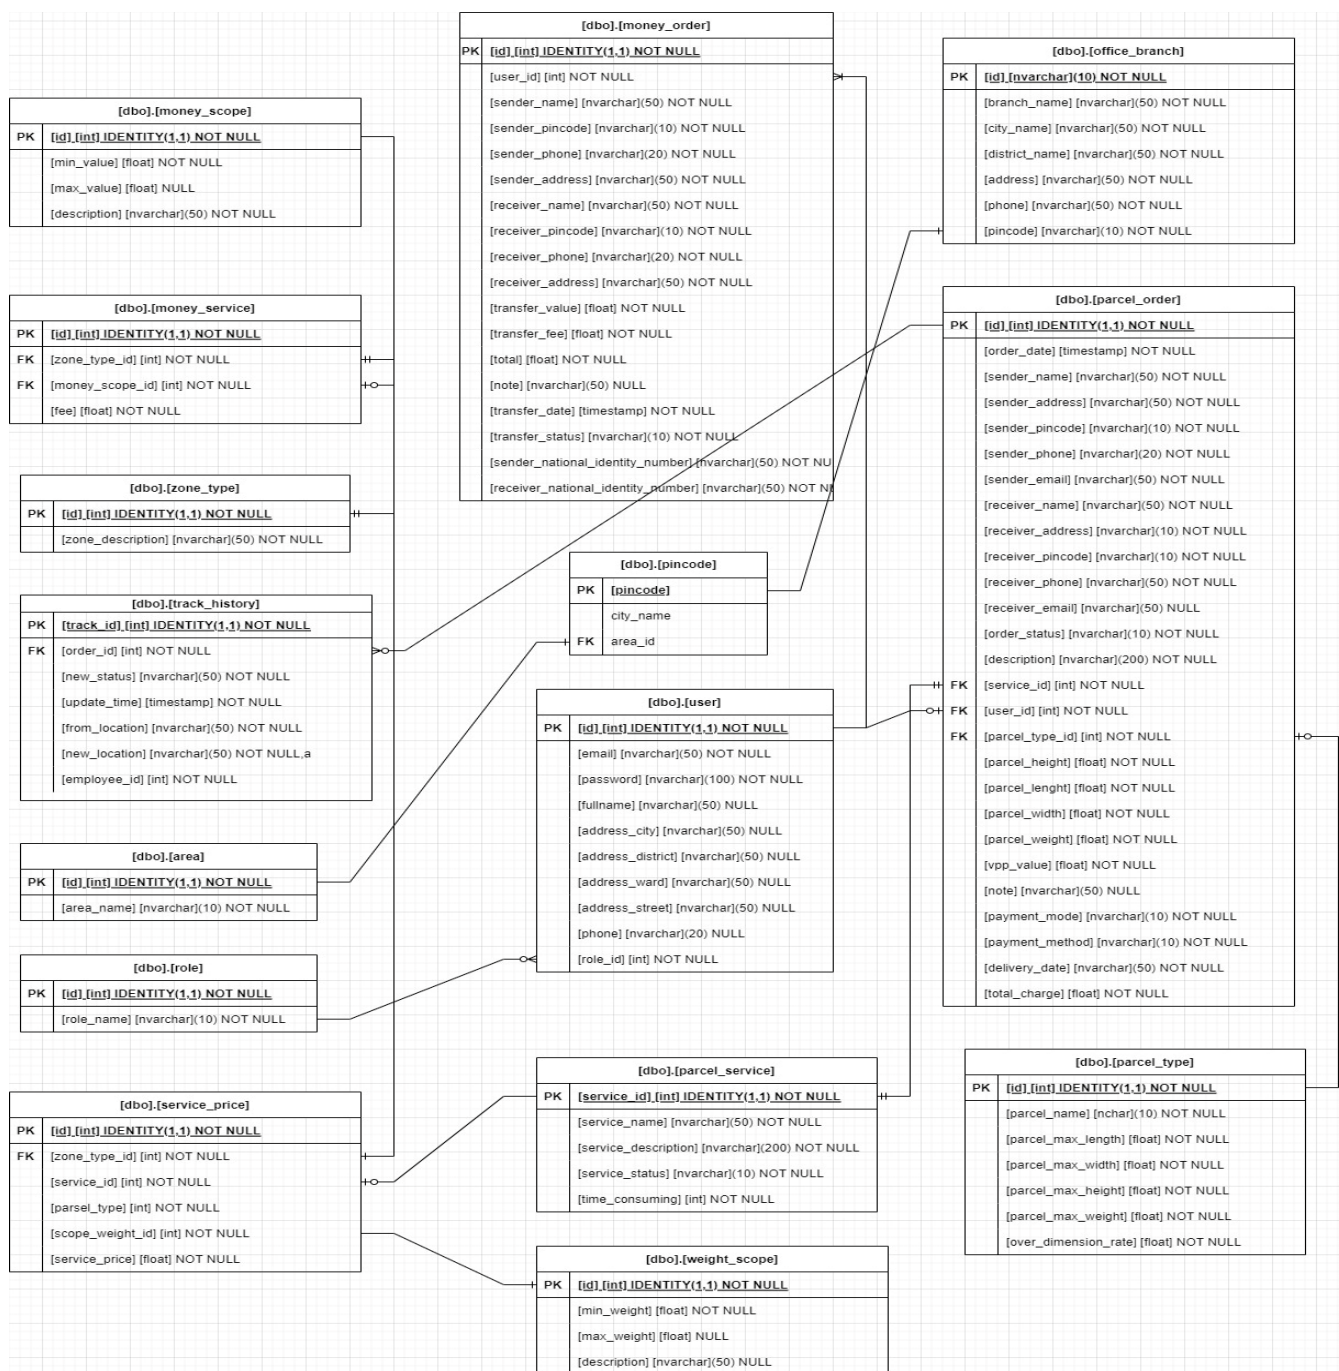 [dbo].[money_order]
PK [id] [int] IDENTITY(1,1) NOT NULL
[user_id] [int] NOT NULL
[sender_name] [nvarchar](50) NOT NULL
[sender_pincode] [nvarchar](10) NOT NULL
[sender_phone] [nvarchar](20) NOT NULL
[sender_address] [nvarchar](50) NOT NULL
[receiver_name] [nvarchar](50) NOT NULL
[receiver_pincode] [nvarchar](10) NOT NULL
[receiver_phone] [nvarchar](20) NOT NULL
[receiver_address] [nvarchar](50) NOT NULL
[transfer_value] [float] NOT NULL
[transfer_fee] [float] NOT NULL
[total] [float] NOT NULL
[note] [nvarchar](50) NULL
[transfer_date] [timestamp] NOT NULL
[transfer_status] [nvarchar](10) NOT NULL
[sender_national_identity_number] [nvarchar](50) NOT NU
[receiver_national_identity_number] [nvarchar](50) NOT N
[dbo].[office_branch]
PK [id] [nvarchar](10) NOT NULL
[branch_name] [nvarchar](50) NOT NULL
[city_name] [nvarchar](50) NOT NULL
[district_name] [nvarchar](50) NOT NULL
[address] [nvarchar](50) NOT NULL
[phone] [nvarchar](50) NOT NULL
[pincode] [nvarchar](10) NOT NULL
[dbo].[money_scope]
PK [id] [int] IDENTITY(1,1) NOT NULL
[min_value] [float] NOT NULL
[max_value] [float] NULL
[description] [nvarchar](50) NOT NULL
[dbo].[money_service]
PK [id] [int] IDENTITY(1,1) NOT NULL
FK [zone_type_id] [int] NOT NULL
FK [money_scope_id] [int] NOT NULL
[fee] [float] NOT NULL
[dbo].[parcel_order]
PK [id] [int] IDENTITY(1,1) NOT NULL
[order_date] [timestamp] NOT NULL
[sender_name] [nvarchar](50) NOT NULL
[sender_address] [nvarchar](50) NOT NULL
[sender_pincode] [nvarchar](10) NOT NULL
[sender_phone] [nvarchar](20) NOT NULL
[sender_email] [nvarchar](50) NOT NULL
[receiver_name] [nvarchar](50) NOT NULL
[receiver_address] [nvarchar](10) NOT NULL
[receiver_pincode] [nvarchar](10) NOT NULL
[receiver_phone] [nvarchar](50) NOT NULL
[receiver_email] [nvarchar](50) NULL
[order_status] [nvarchar](10) NOT NULL
[description] [nvarchar](200) NOT NULL
FK [service_id] [int] NOT NULL
FK [user_id] [int] NOT NULL
FK [parcel_type_id] [int] NOT NULL
[parcel_height] [float] NOT NULL
[parcel_lenght] [float] NOT NULL
[parcel_width] [float] NOT NULL
[parcel_weight] [float] NOT NULL
[vpp_value] [float] NOT NULL
[note] [nvarchar](50) NULL
[payment_mode] [nvarchar](10) NOT NULL
[payment_method] [nvarchar](10) NOT NULL
[delivery_date] [nvarchar](50) NOT NULL
[total_charge] [float] NOT NULL
[dbo].[zone_type]
PK [id] [int] IDENTITY(1,1) NOT NULL
[zone_description] [nvarchar](50) NOT NULL
[dbo].[pincode]
PK [pincode]
city_name
FK area_id
[dbo].[track_history]
PK [track_id] [int] IDENTITY(1,1) NOT NULL
FK [order_id] [int] NOT NULL
[new_status] [nvarchar](50) NOT NULL
[update_time] [timestamp] NOT NULL
[from_location] [nvarchar](50) NOT NULL
[new_location] [nvarchar](50) NOT NULL,a
[employee_id] [int] NOT NULL
[dbo].[user]
PK [id] [int] IDENTITY(1,1) NOT NULL
[email] [nvarchar](50) NOT NULL
[password] [nvarchar](100) NOT NULL
[fullname] [nvarchar](50) NULL
[address_city] [nvarchar](50) NULL
[address_district] [nvarchar](50) NULL
[address_ward] [nvarchar](50) NULL
[address_street] [nvarchar](50) NULL
[phone] [nvarchar](20) NULL
[role_id] [int] NOT NULL
[dbo].[area]
PK [id] [int] IDENTITY(1,1) NOT NULL
[area_name] [nvarchar](10) NOT NULL
[dbo].[role]
PK [id] [int] IDENTITY(1,1) NOT NULL
[role_name] [nvarchar](10) NOT NULL
[dbo].[service_price]
PK [id] [int] IDENTITY(1,1) NOT NULL
FK [zone_type_id] [int] NOT NULL
[service_id] [int] NOT NULL
[parsel_type] [int] NOT NULL
[scope_weight_id] [int] NOT NULL
[service_price] [float] NOT NULL
[dbo].[parcel_service]
PK [service_id] [int] IDENTITY(1,1) NOT NULL
[service_name] [nvarchar](50) NOT NULL
[service_description] [nvarchar](200) NOT NULL
[service_status] [nvarchar](10) NOT NULL
[time_consuming] [int] NOT NULL
[dbo].[parcel_type]
PK [id] [int] IDENTITY(1,1) NOT NULL
[parcel_name] [nchar](10) NOT NULL
[parcel_max_length] [float] NOT NULL
[parcel_max_width] [float] NOT NULL
[parcel_max_height] [float] NOT NULL
[parcel_max_weight] [float] NOT NULL
[over_dimension_rate] [float] NOT NULL
[dbo].[weight_scope]
PK [id] [int] IDENTITY(1,1) NOT NULL
[min_weight] [float] NOT NULL
[max_weight] [float] NULL
[description] [nvarchar](50) NULL